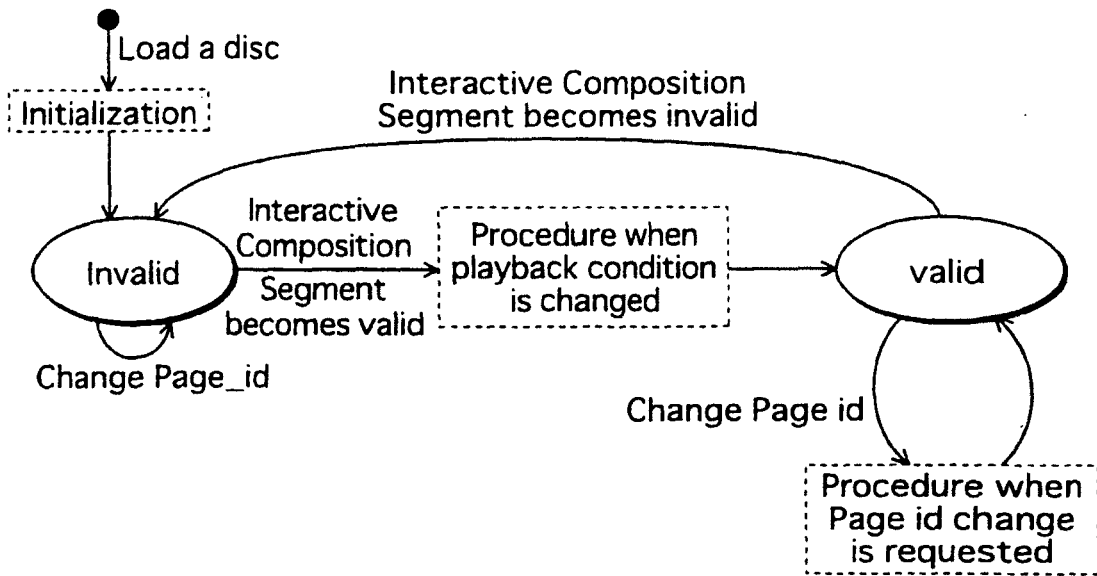 Load a disc
Initialization
Interactive Composition
Segment becomes invalid
Invalid
Interactive
Composition
Segment
becomes valid
Procedure when
playback condition
is changed
valid
Change Page_id
Change Page id
Procedure when
Page id change
is requested